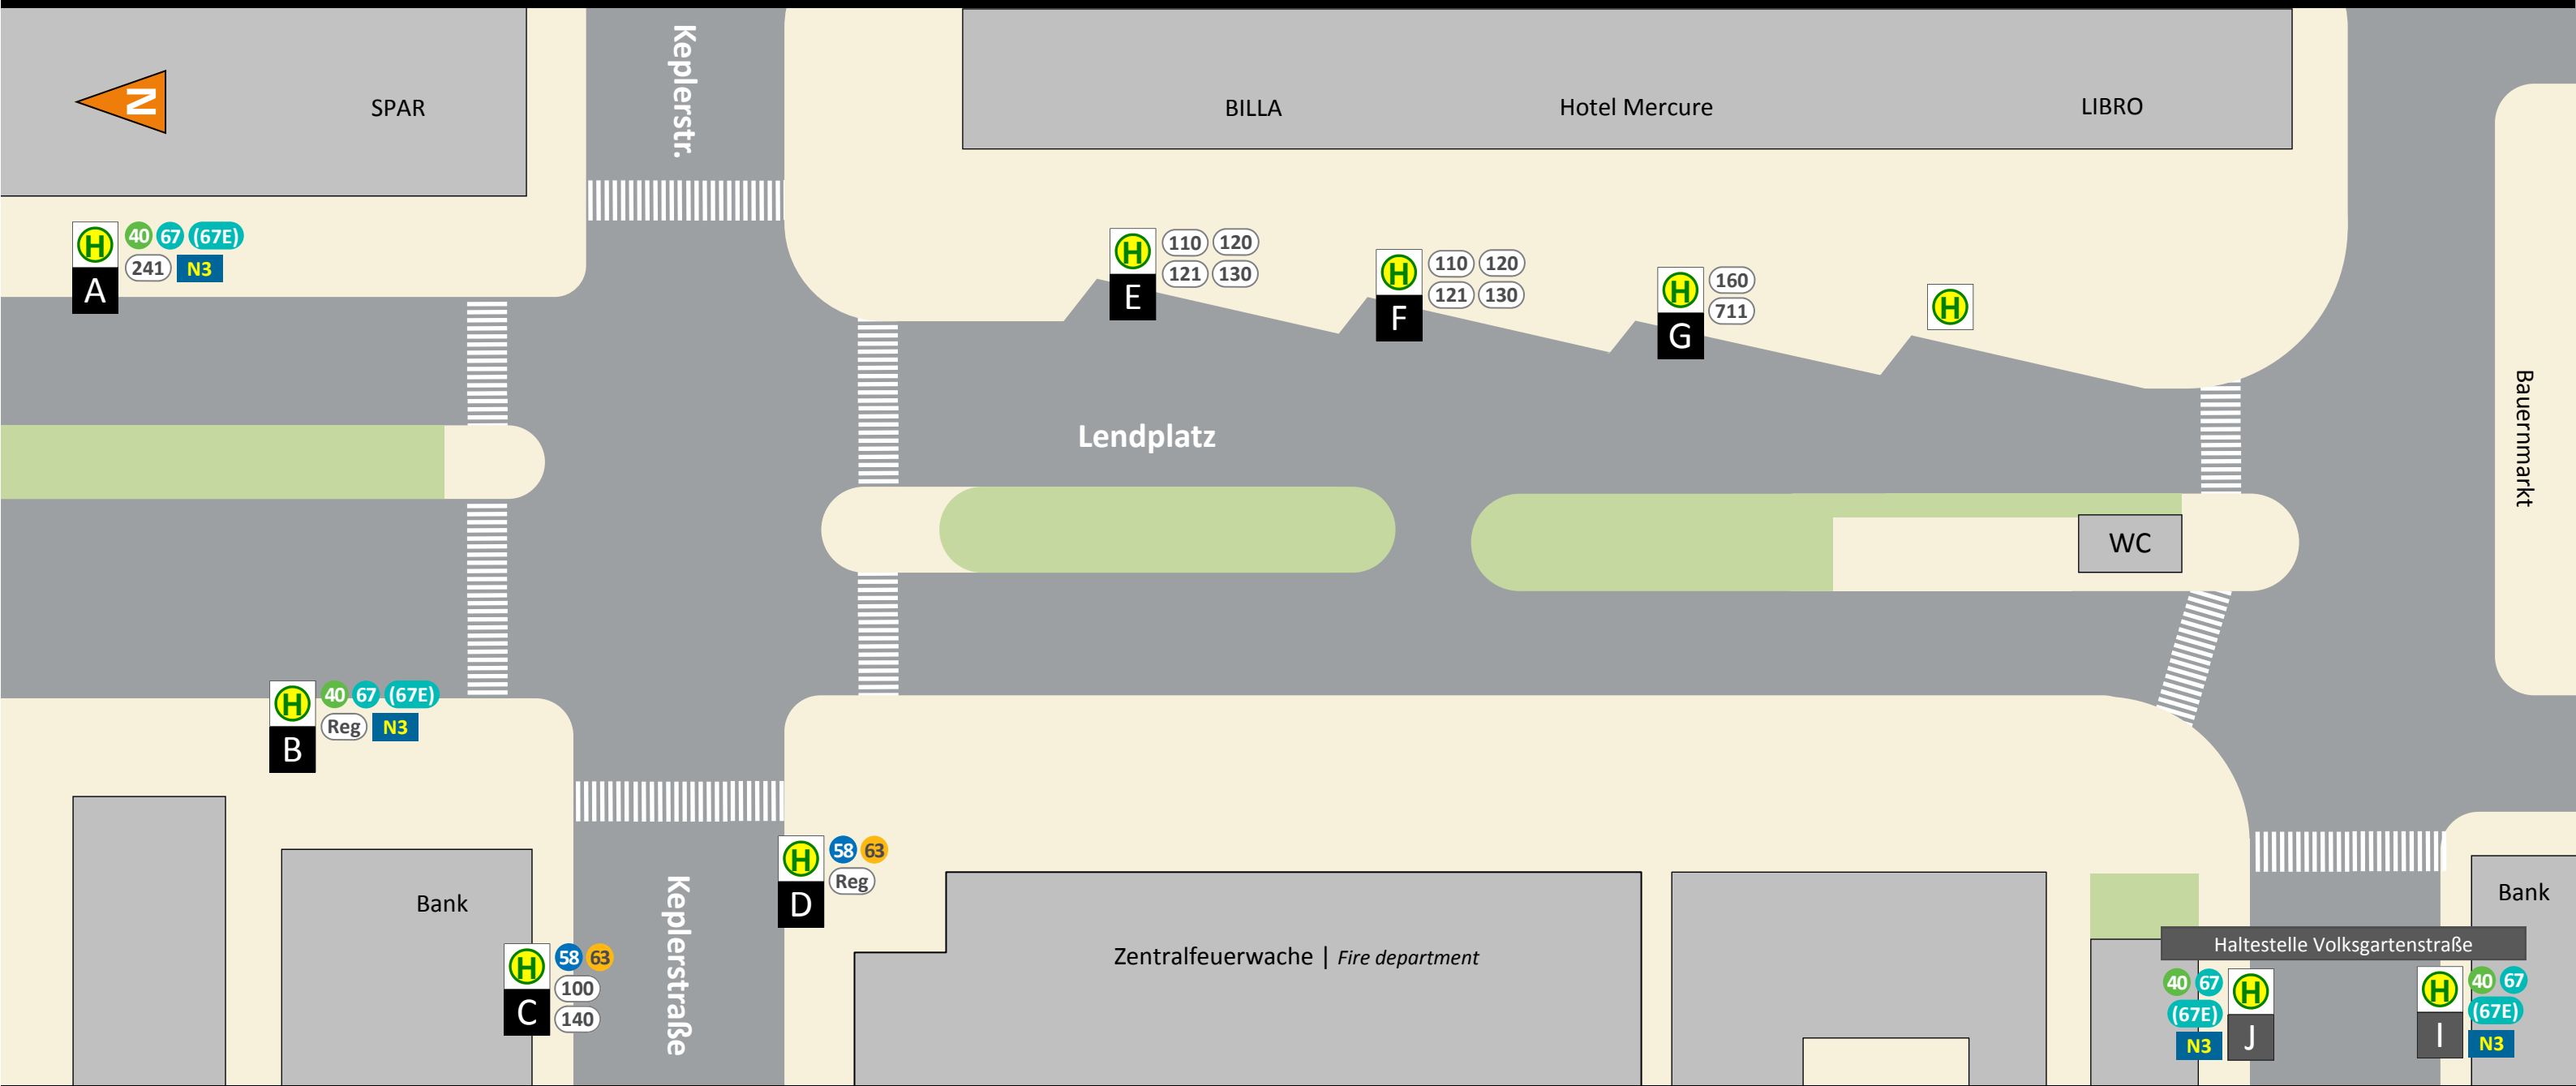 Keplerstr.
N
SPAR
BILLA
Hotel Mercure
LIBRO
H
40 67 (67E)
241 N3
A
H
110 120
121 130
E
H
110 120
121 130
F
H
160
711
G
H
Lendplatz
Bauernmarkt
WC
H
40 67 (67E)
Reg N3
B
H
58 63
Reg
D
Bank
H
58 63
100
140
C
Keplerstraße
Zentralfeuerwache | Fire department
Bank
Haltestelle Volksgartenstraße
40 67
(67E)
N3
H
J
H
I
40 67
(67E)
N3